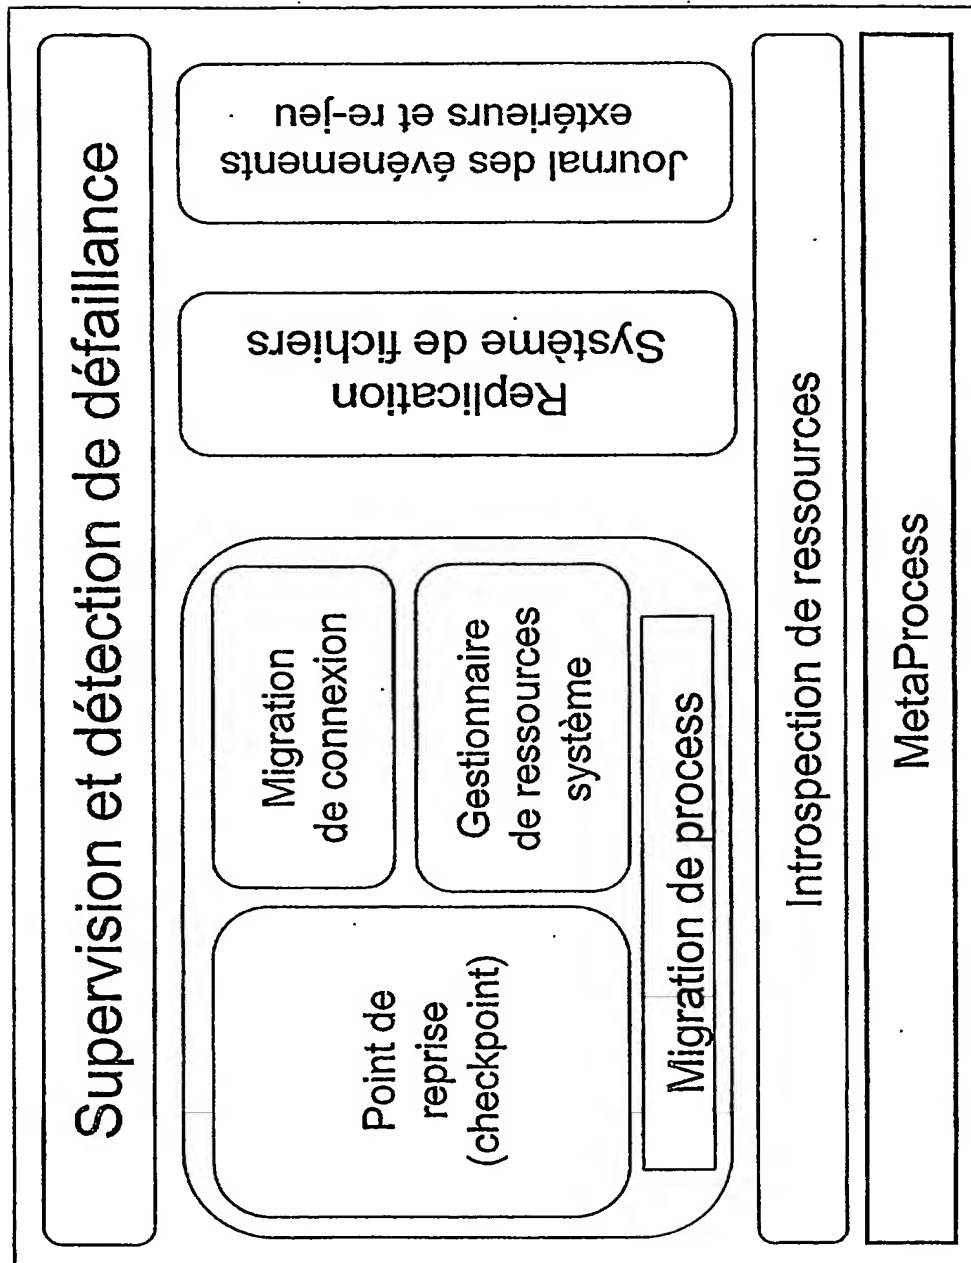 Supervision et détection de défaillance
Point de
reprise
(checkpoint)
Migration
de connexion
Gestionnaire
de ressources
système
Migration de process
Replication
Système de fichiers
Journal des événements
extérieurs et re-jeu
Introspection de ressources
MetaProcess